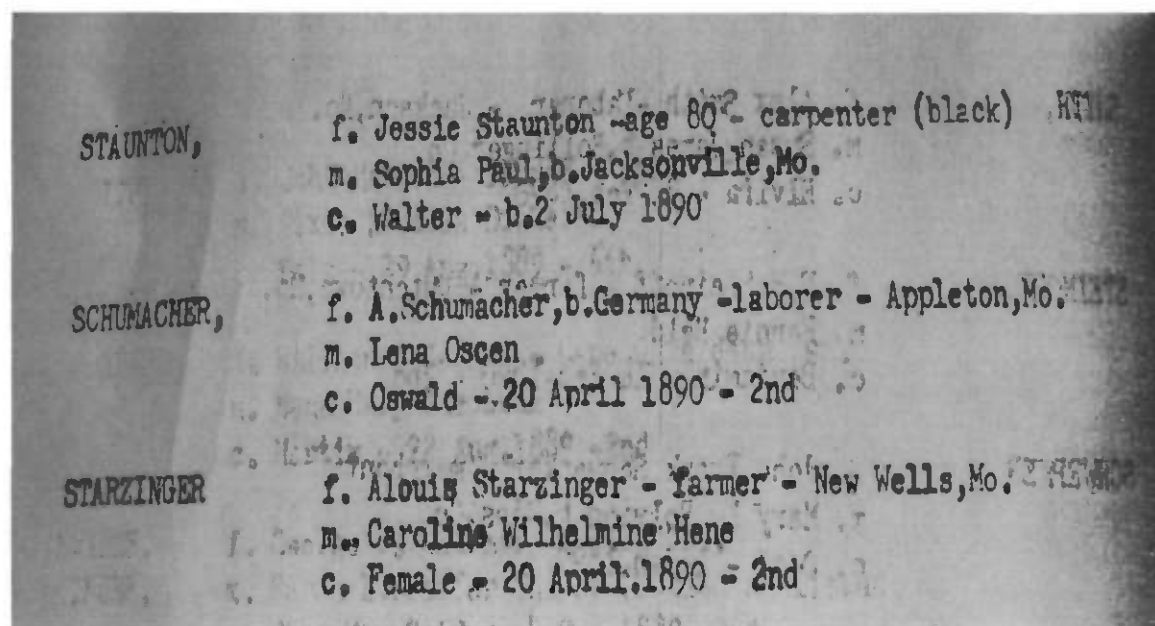 STAUNTON, f. Jessie Staunton -age 80 - carpenter (black)
m. Sophia Paul,b.Jacksonville,Mo.
c. Walter - b.2 July 1890
SCHUMACHER, f. A.Schumacher,b.Germany -laborer - Appleton,Mo.
m. Lena Oscen
c. Oswald - 20 April 1890 - 2nd
STARZINGER f. Alouis Starzinger - farmer - New Wells,Mo.
m. Caroline Wilhelmine Hene
c. Female - 20 April.1890 - 2nd